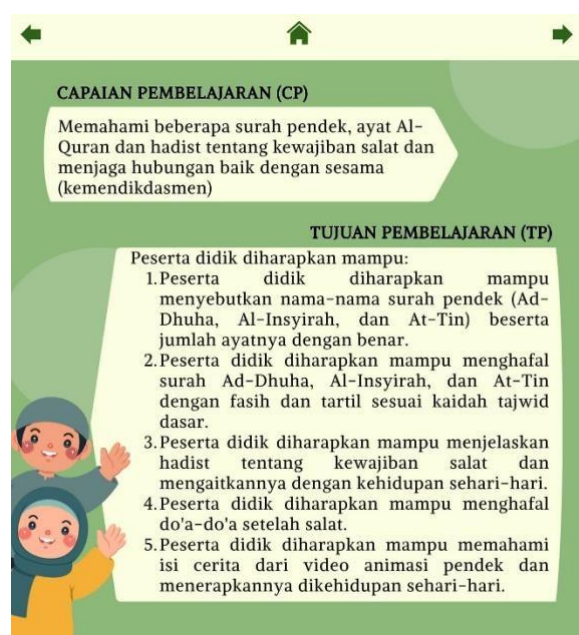 CAPAIAN PEMBELAJARAN (CP)
Memahami beberapa surah pendek, ayat Al-
Quran dan hadist tentang kewajiban salat dan
menjaga hubungan baik dengan sesama
(kemendikdasmen)
TUJUAN PEMBELAJARAN (TP)
Peserta didik diharapkan mampu:
1.Peserta didik diharapkan mampu
menyebutkan nama-nama surah pendek (Ad-
Dhuha, Al-Insyirah, dan At-Tin) beserta
jumlah ayatnya dengan benar.
2.Peserta didik diharapkan mampu menghafal
surah Ad-Dhuha, Al-Insyirah, dan At-Tin
dengan fasih dan tartil sesuai kaidah tajwid
dasar.
3.Peserta didik diharapkan mampu menjelaskan
hadist tentang kewajiban salat dan
mengaitkannya dengan kehidupan sehari-hari.
4.Peserta didik diharapkan mampu menghafal
do'a-do'a setelah salat.
5.Peserta didik diharapkan mampu memahami
isi cerita dari video animasi pendek dan
menerapkannya dikehidupan sehari-hari.